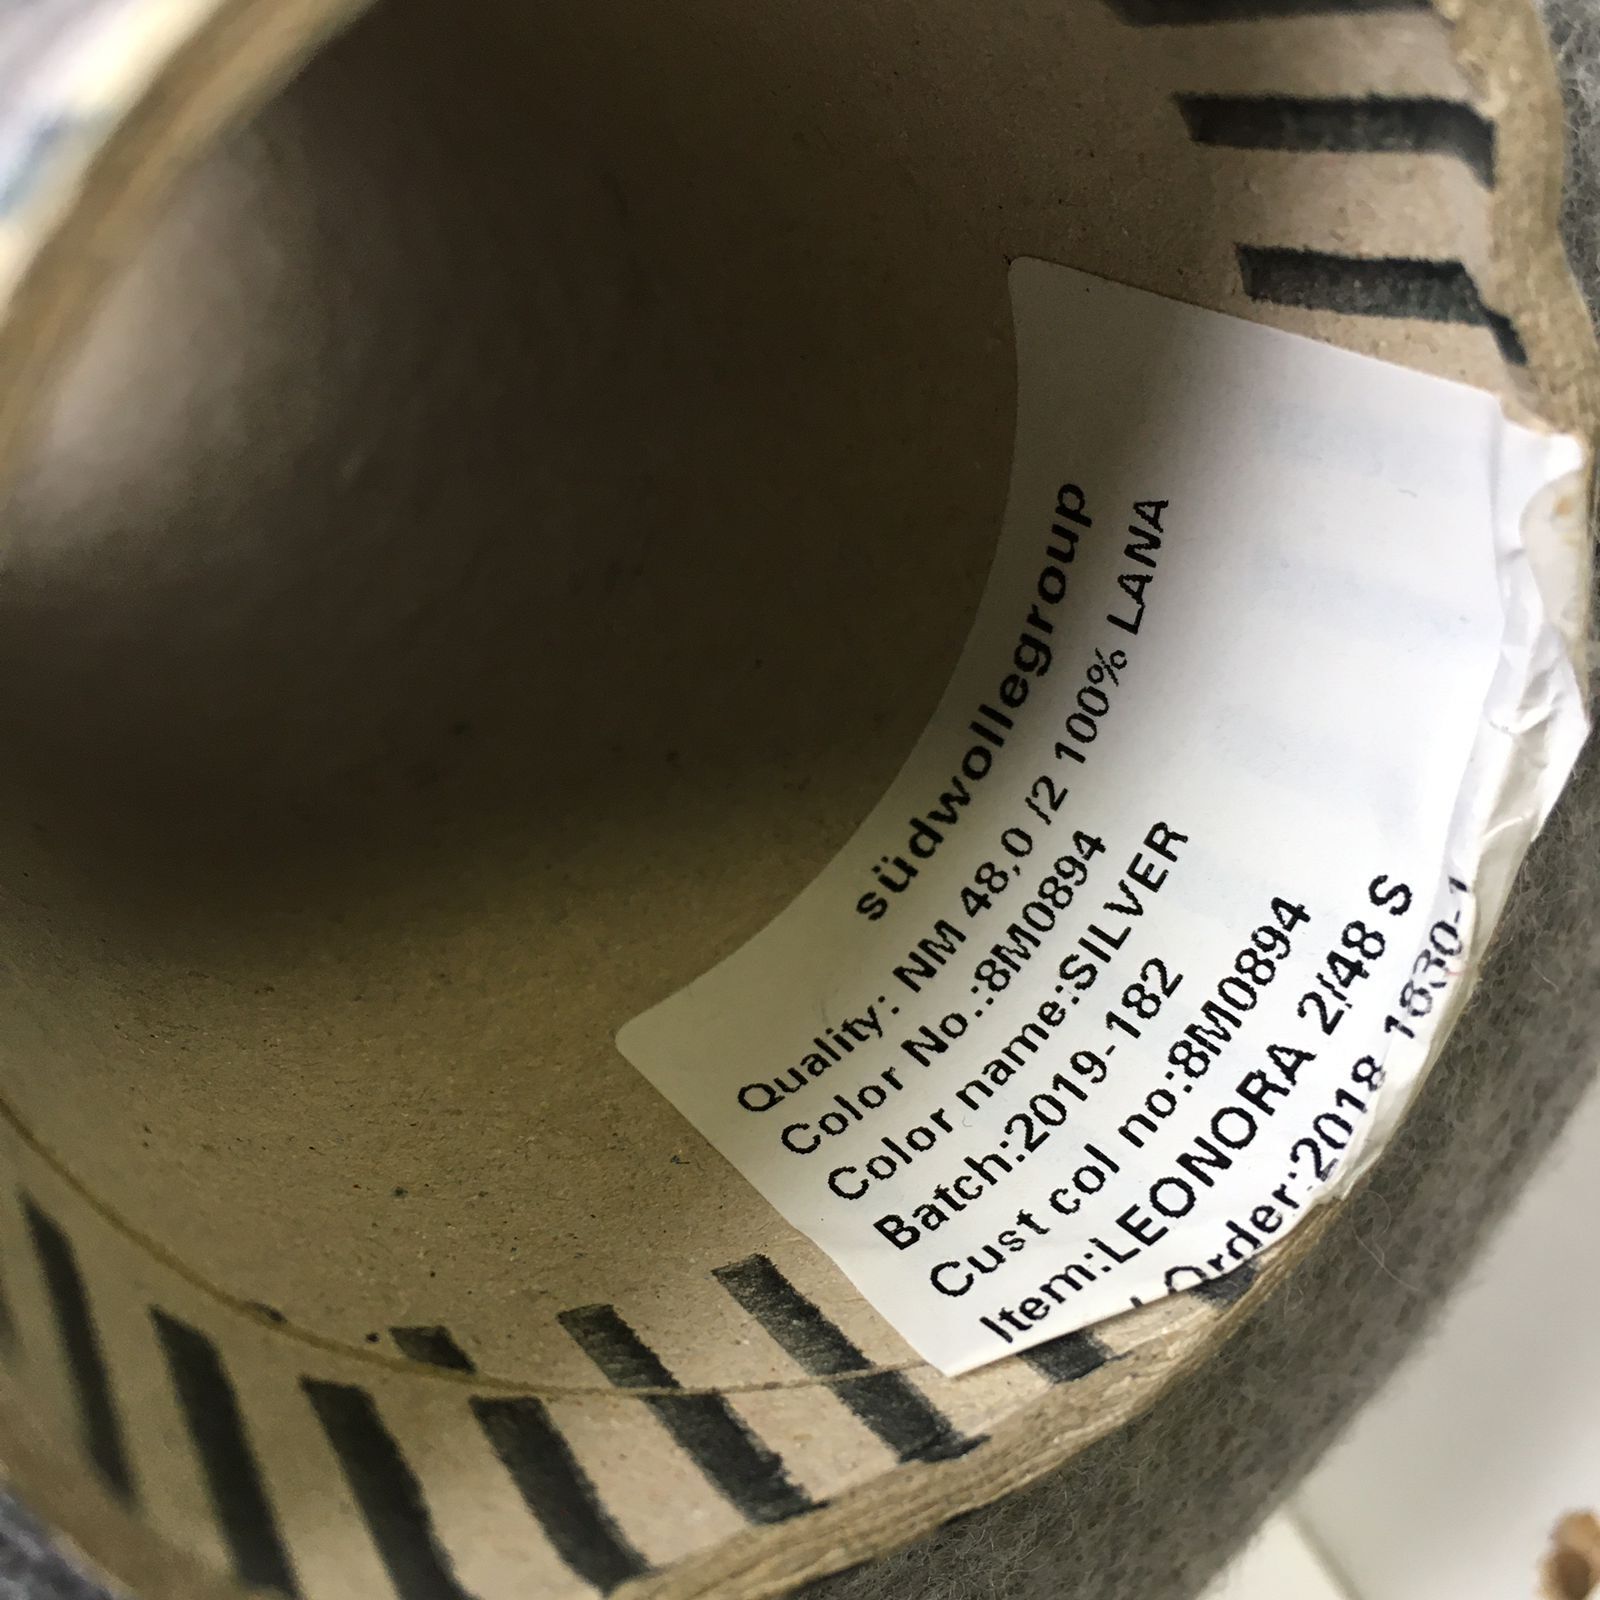 südwollegroup
Quality: NM 48,0 /2 100% LANA
Color No.:8M0894
Color name:SILVER
Batch:2019-182
Cust col no:8M0894
Item:LEONORA 2/48 S
Order:2018 1830-1